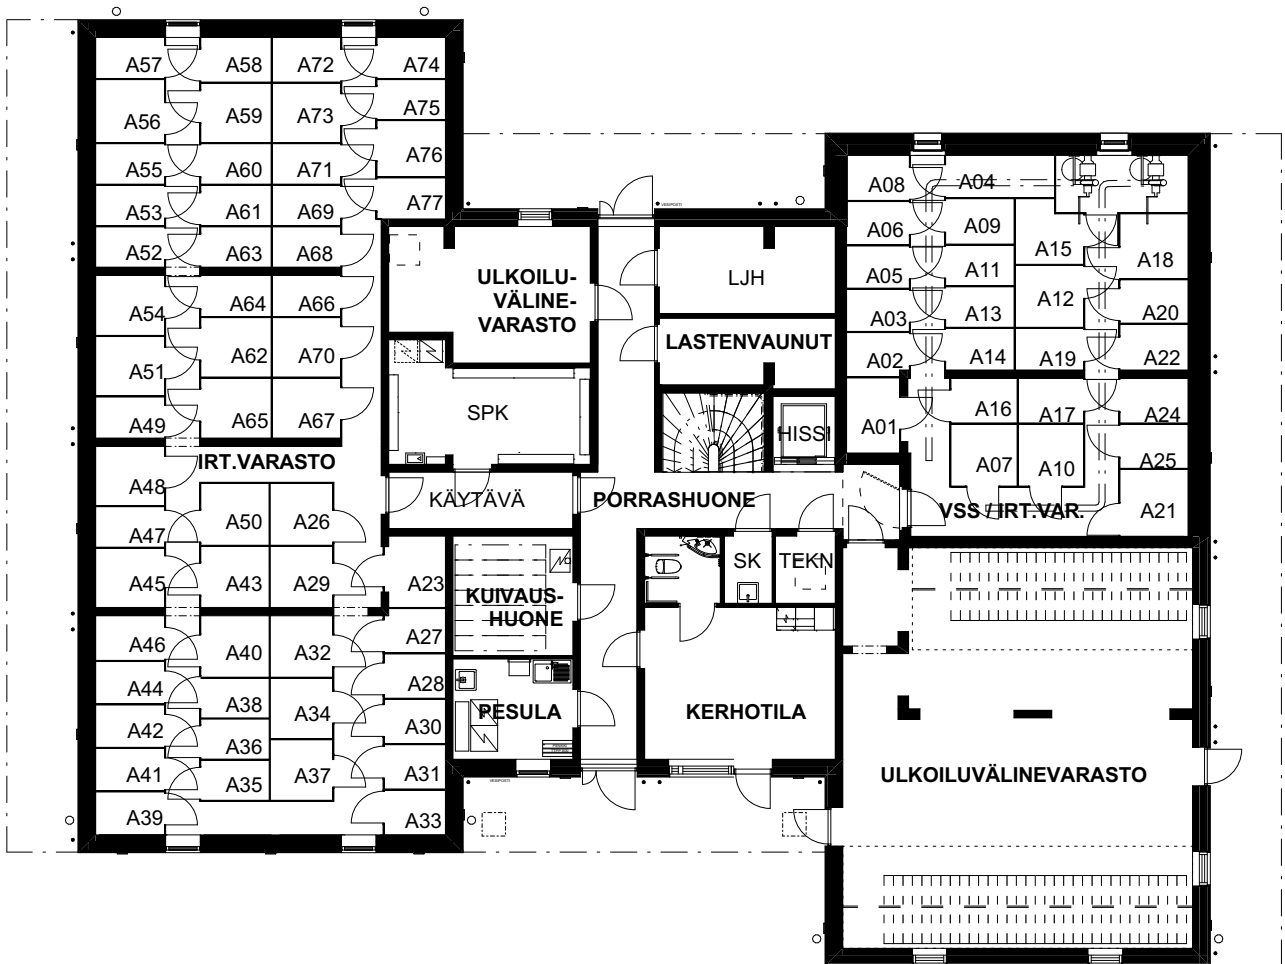 A57 A58 A72 A74
A56 A59 A73 A75
A76
A55 A60 A71
A77
A53 A61 A69
A52 A63 A68
A54 A64 A66
A51 A62 A70
A49 A65 A67
IRT.VARASTO
A48
A47 A50 A26
A45 A43 A29 A23
A46 A40 A32 A27
A44 A38 A34 A28
A42 A36 A30
A41 A35 A37 A31
A39 A33
VESIPOSTI
ULKOILU-
VÄLINE-
VARASTO
LJH
LASTENVAUNUT
SPK
HISSI
KÄYTÄVÄ
PORRASHUONE
KUIVAUS-
HUONE
SK
TEKN
PESULA
KERHOTILA
VESIPOSTI
A08 A04
A06 A09 A15 A18
A05 A11 A12 A20
A03 A13
A02 A14 A19 A22
A01 A16 A17 A24
A07 A10 A25
VSS / IRT.VAR. A21
ULKOILUVÄLINEVARASTO